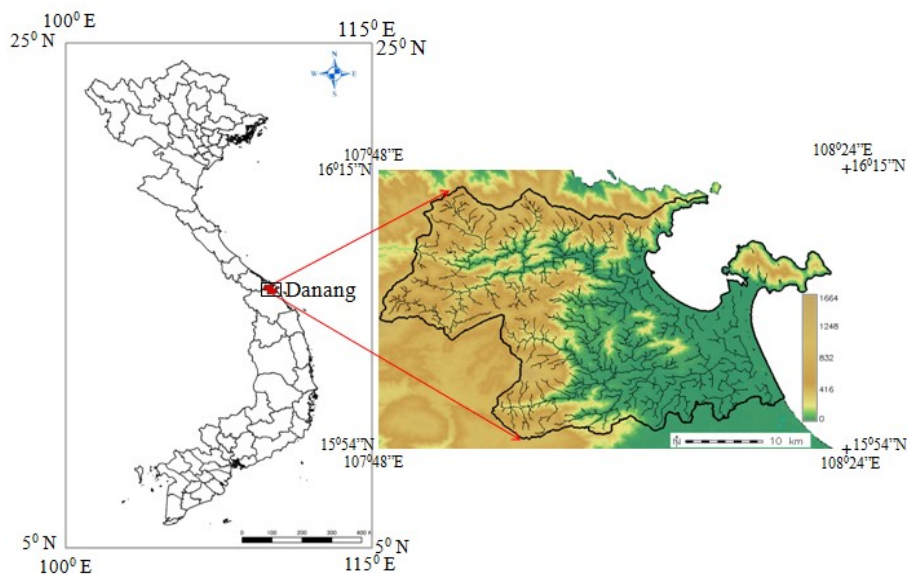 100⁰ E
115⁰ E
25⁰ N
25⁰ N
N
W E
S
107⁰48”E
108⁰24”E
16⁰15”N
+16⁰15”N
Danang
1664
1248
832
416
0
15⁰54”N
N
0 10 km
+15⁰54”N
107⁰48”E
108⁰24”E
0 100 200 300 400 K
5⁰ N
5⁰ N
100⁰ E
115⁰ E